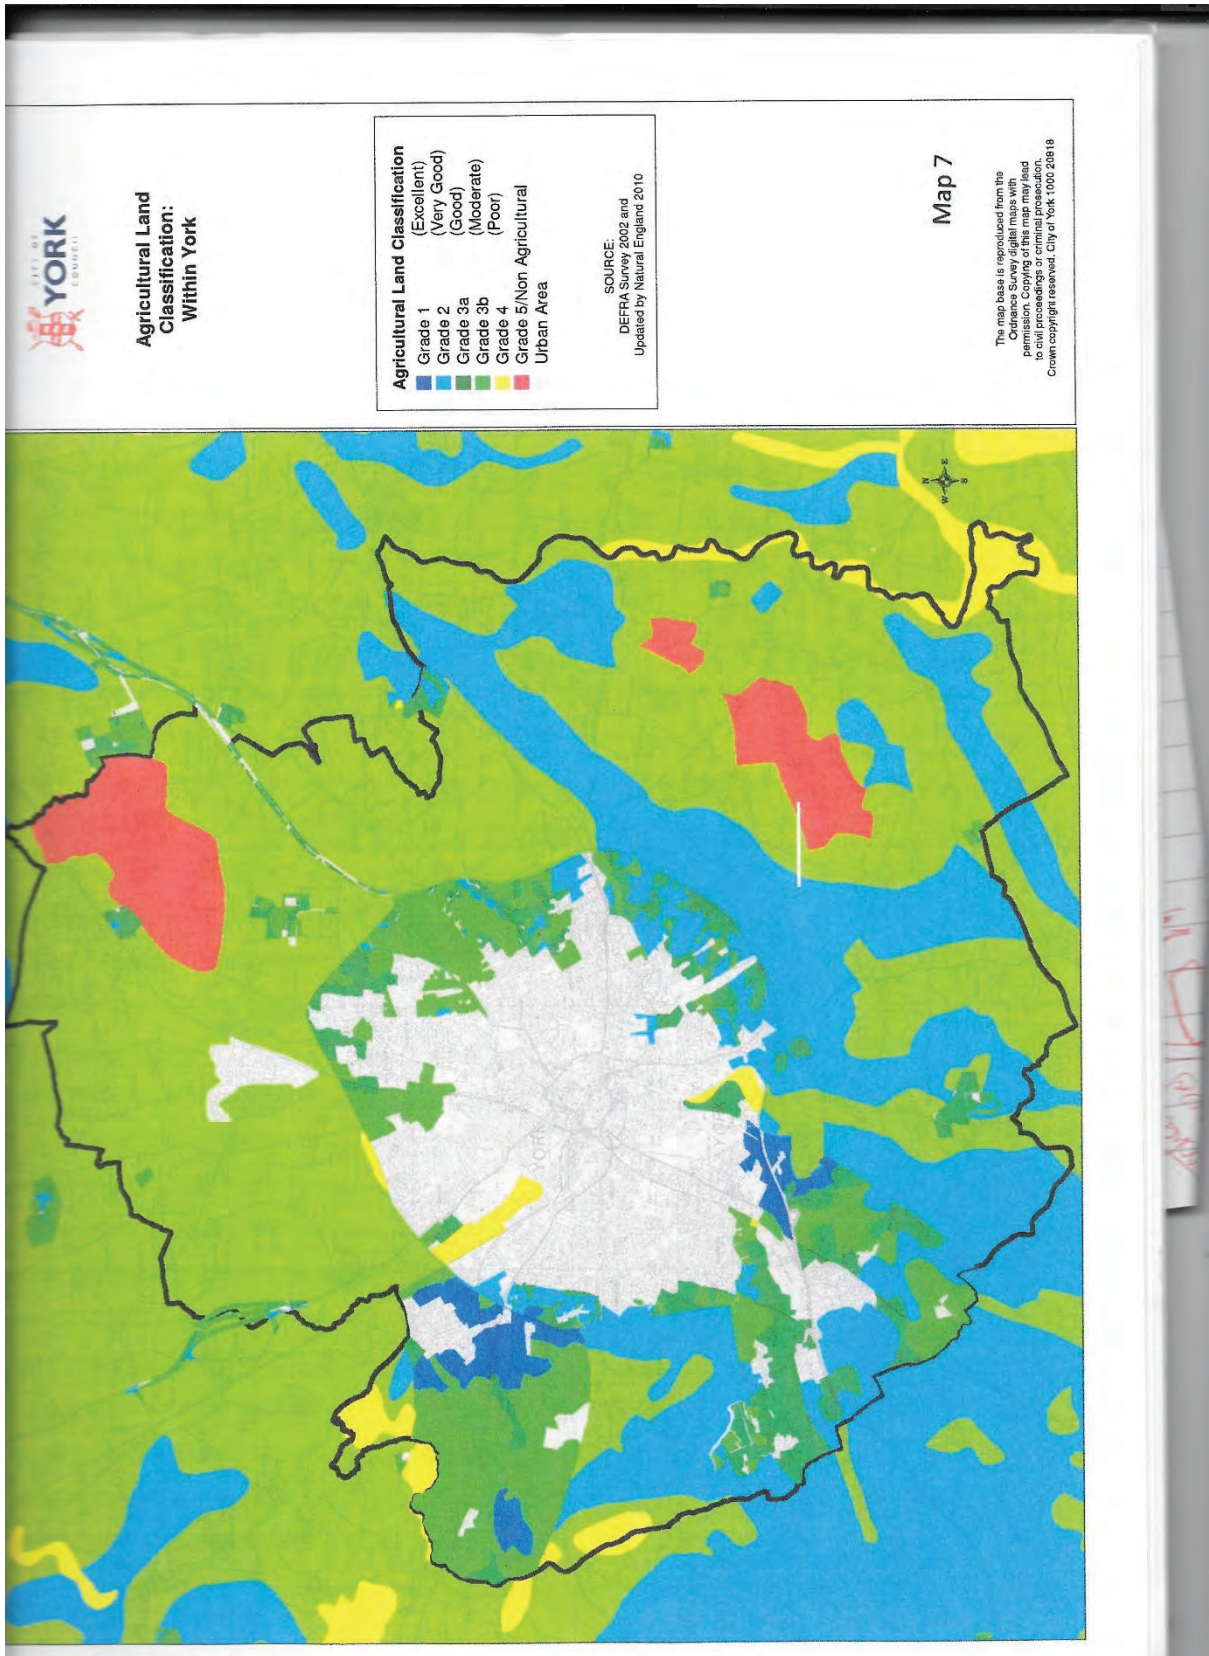 CITY OF
YORK
COUNCIL
Agricultural Land
Classification:
Within York
Agricultural Land Classification
Grade 1 (Excellent)
Grade 2 (Very Good)
Grade 3a (Good)
Grade 3b (Moderate)
Grade 4 (Poor)
Grade 5/Non Agricultural
Urban Area
SOURCE:
DEFRA Survey 2002 and
Updated by Natural England 2010
Map 7
The map base is reproduced from the
Ordnance Survey digital maps with
permission. Copying of this map may lead
to civil proceedings or criminal prosecution.
Crown copyright reserved. City of York 1000 20818
N
W E
S
YORK
YORK